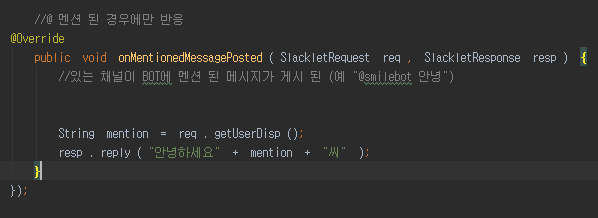 //@ 멘션 된 경우에만 반응
@Override
public void onMentionedMessagePosted ( SlackletRequest req , SlackletResponse resp ) {
//있는 채널이 BOT에 멘션 된 메시지가 게시 된 (예 "@smilebot 안녕")
String mention = req . getUserDisp ();
resp . reply ( "안녕하세요" + mention + "씨" );
}
});